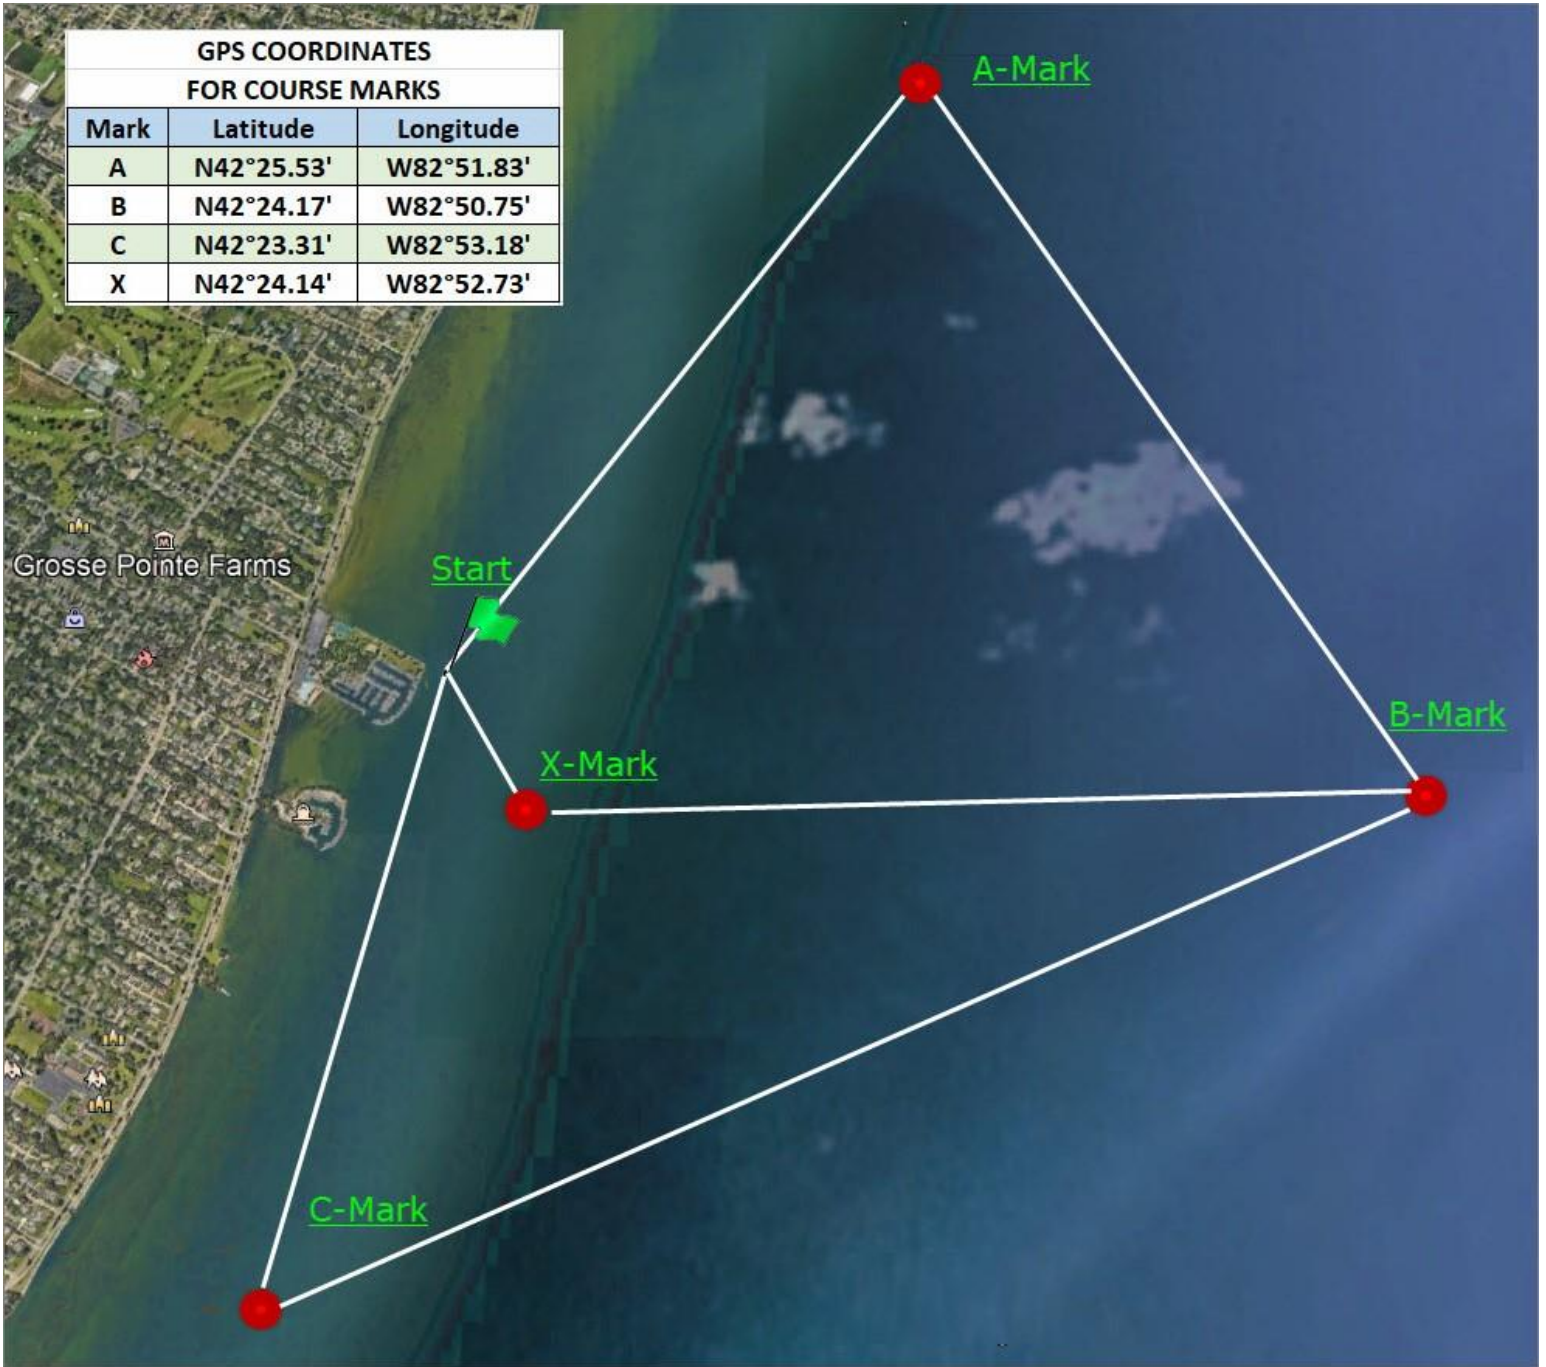 GPS COORDINATES
FOR COURSE MARKS
Mark Latitude Longitude
A N42°25.53' W82°51.83'
B N42°24.17' W82°50.75'
C N42°23.31' W82°53.18'
X N42°24.14' W82°52.73'
A-Mark
Start
Grosse Pointe Farms
B-Mark
X-Mark
C-Mark